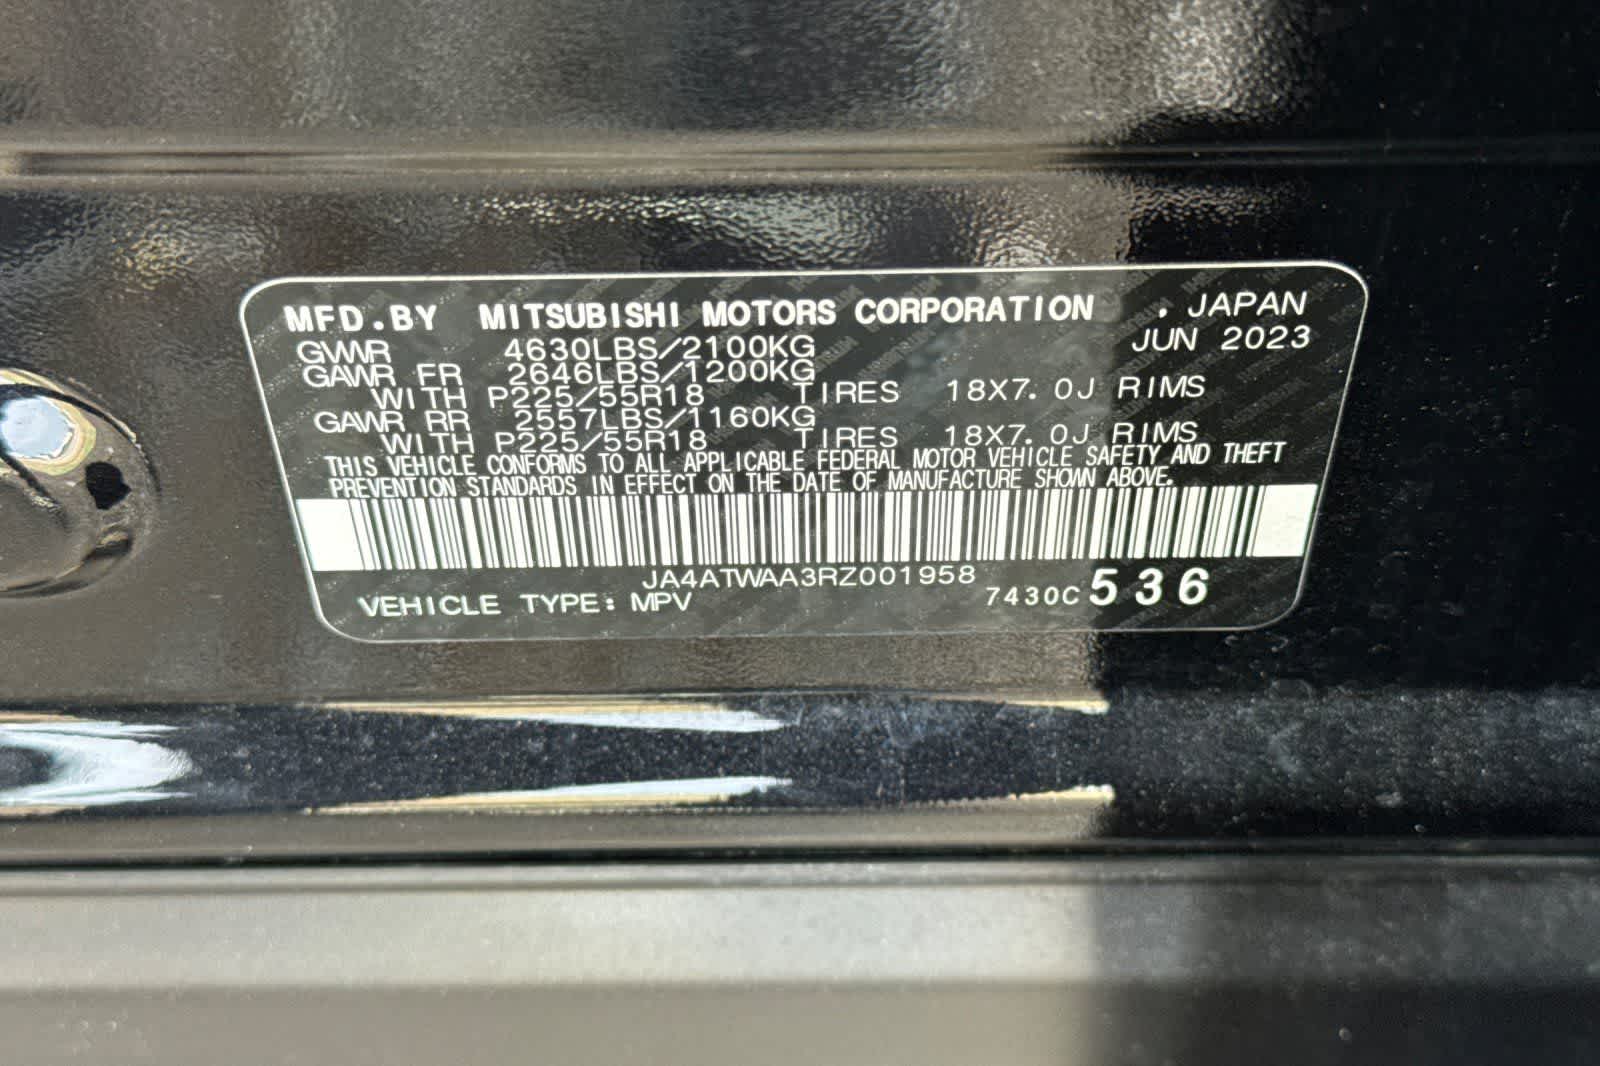 MFD.BY MITSUBISHI MOTORS CORPORATION , JAPAN
JUN 2023
GVWR 4630LBS/2100KG
GAWR FR 2646LBS/1200KG
WITH P225/55R18 TIRES 18X7.0J RIMS
GAWR RR 2557LBS/1160KG
WITH P225/55R18 TIRES 18X7.0J RIMS
THIS VEHICLE CONFORMS TO ALL APPLICABLE FEDERAL MOTOR VEHICLE SAFETY AND THEFT
PREVENTION STANDARDS IN EFFECT ON THE DATE OF MANUFACTURE SHOWN ABOVE.
JA4ATWAA3RZ001958
VEHICLE TYPE: MPV 7430C 536